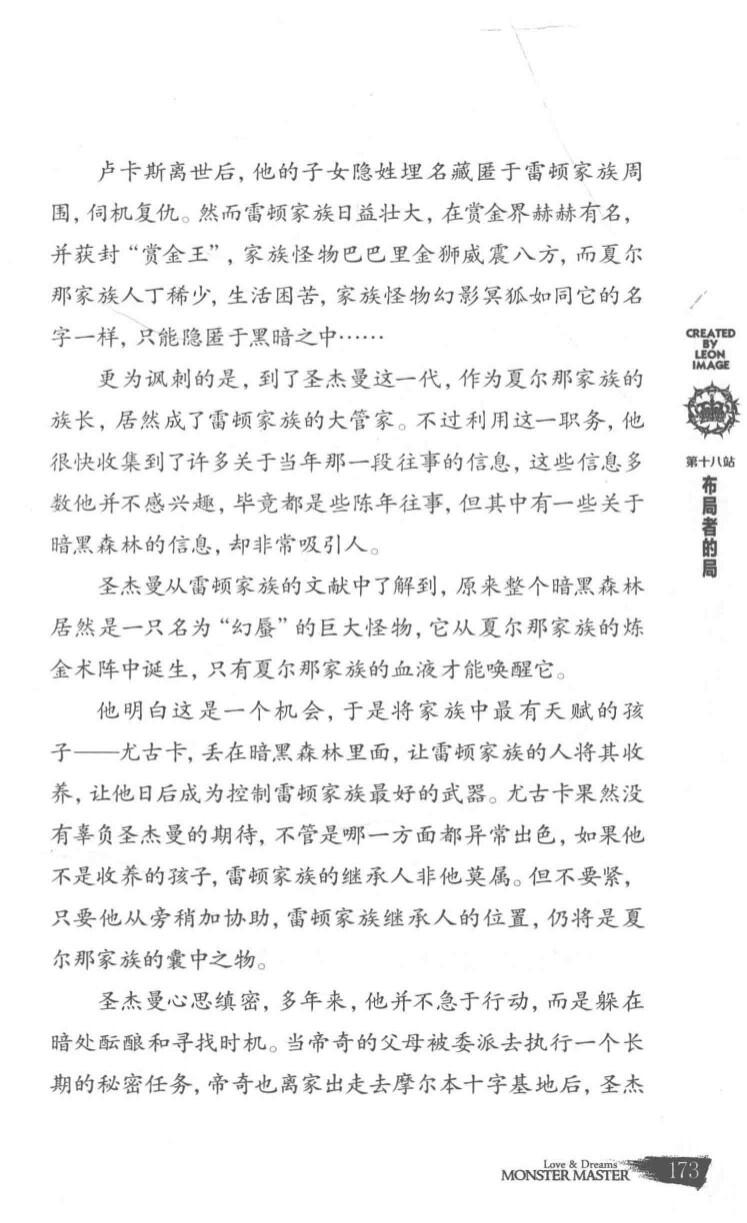 卢卡斯离世后，他的子女隐姓埋名藏匿于雷顿家族周
围，伺机复仇。然而雷顿家族日益壮大，在赏金界赫赫有名，
并获封“赏金王”，家族怪物巴巴里金狮威震八方，而夏尔
那家族人丁稀少，生活困苦，家族怪物幻影冥狐如同它的名
字一样，只能隐匿于黑暗之中……
更为讽刺的是，到了圣杰曼这一代，作为夏尔那家族的
族长，居然成了雷顿家族的大管家。不过利用这一职务，他
很快收集到了许多关于当年那一段往事的信息，这些信息多
数他并不感兴趣，毕竟都是些陈年往事，但其中有一些关于
暗黑森林的信息，却非常吸引人。
圣杰曼从雷顿家族的文献中了解到，原来整个暗黑森林
居然是一只名为“幻蜃”的巨大怪物，它从夏尔那家族的炼
金术阵中诞生，只有夏尔那家族的血液才能唤醒它。
他明白这是一个机会，于是将家族中最有天赋的孩
子——尤古卡，丢在暗黑森林里面，让雷顿家族的人将其收
养，让他日后成为控制雷顿家族最好的武器。尤古卡果然没
有辜负圣杰曼的期待，不管是哪一方面都异常出色，如果他
不是收养的孩子，雷顿家族的继承人非他莫属。但不要紧，
只要他从旁稍加协助，雷顿家族继承人的位置，仍将是夏
尔那家族的囊中之物。
圣杰曼心思缜密，多年来，他并不急于行动，而是躲在
暗处酝酿和寻找时机。当帝奇的父母被委派去执行一个长
期的秘密任务，帝奇也离家出走去摩尔本十字基地后，圣杰
CREATED
BY
LEON
IMAGE
第十八站
布局者的局
Love & Dreams
MONSTER MASTER
173